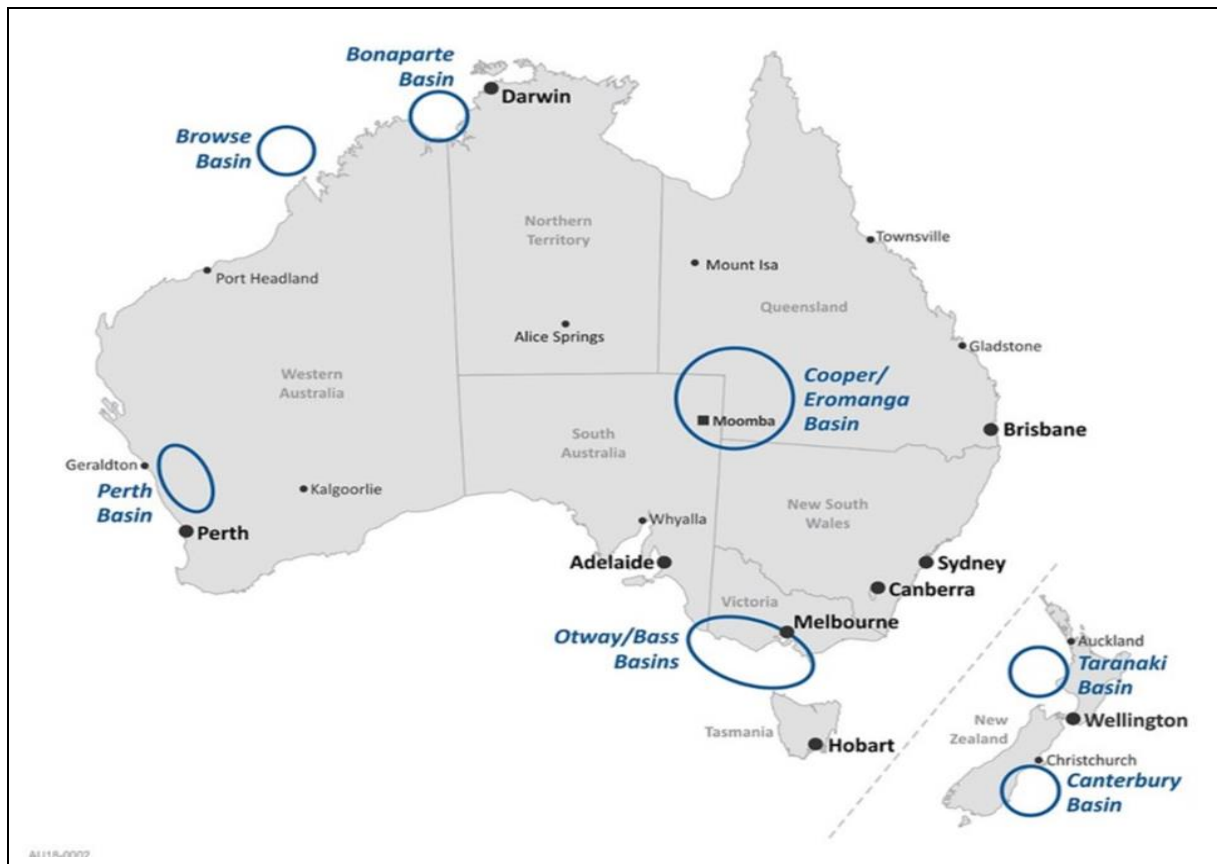 Bonaparte
Basin
Darwin
Browse
Basin
Northern
Territory
Townsville
Mount Isa
Port Headland
Queensland
Alice Springs
Gladstone
Western
Australia
Cooper/
Eromanga
Basin
Moomba
Brisbane
South
Australia
Geraldton
Perth
Basin
Kalgoorlie
New South
Wales
Whyalla
Perth
Adelaide
Sydney
Canberra
Victoria
Melbourne
Otway/Bass
Basins
Auckland
Taranaki
Basin
Tasmania
Hobart
New
Zealand
Wellington
Christchurch
Canterbury
Basin
AU18-0002